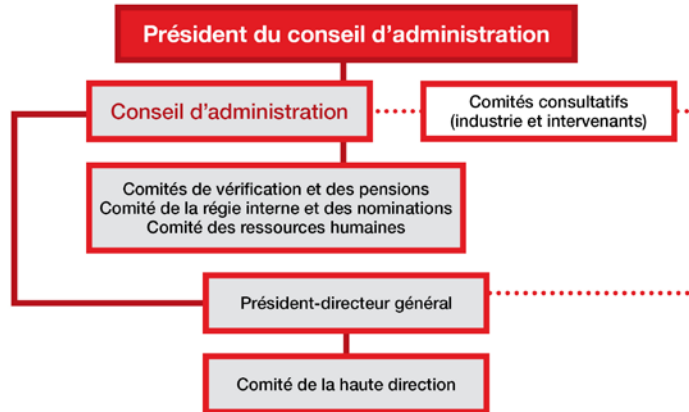 Président du conseil d'administration
Conseil d'administration
Comités consultatifs
(industrie et intervenants)
Comités de vérification et des pensions
Comité de la régie interne et des nominations
Comité des ressources humaines
Président-directeur général
Comité de la haute direction